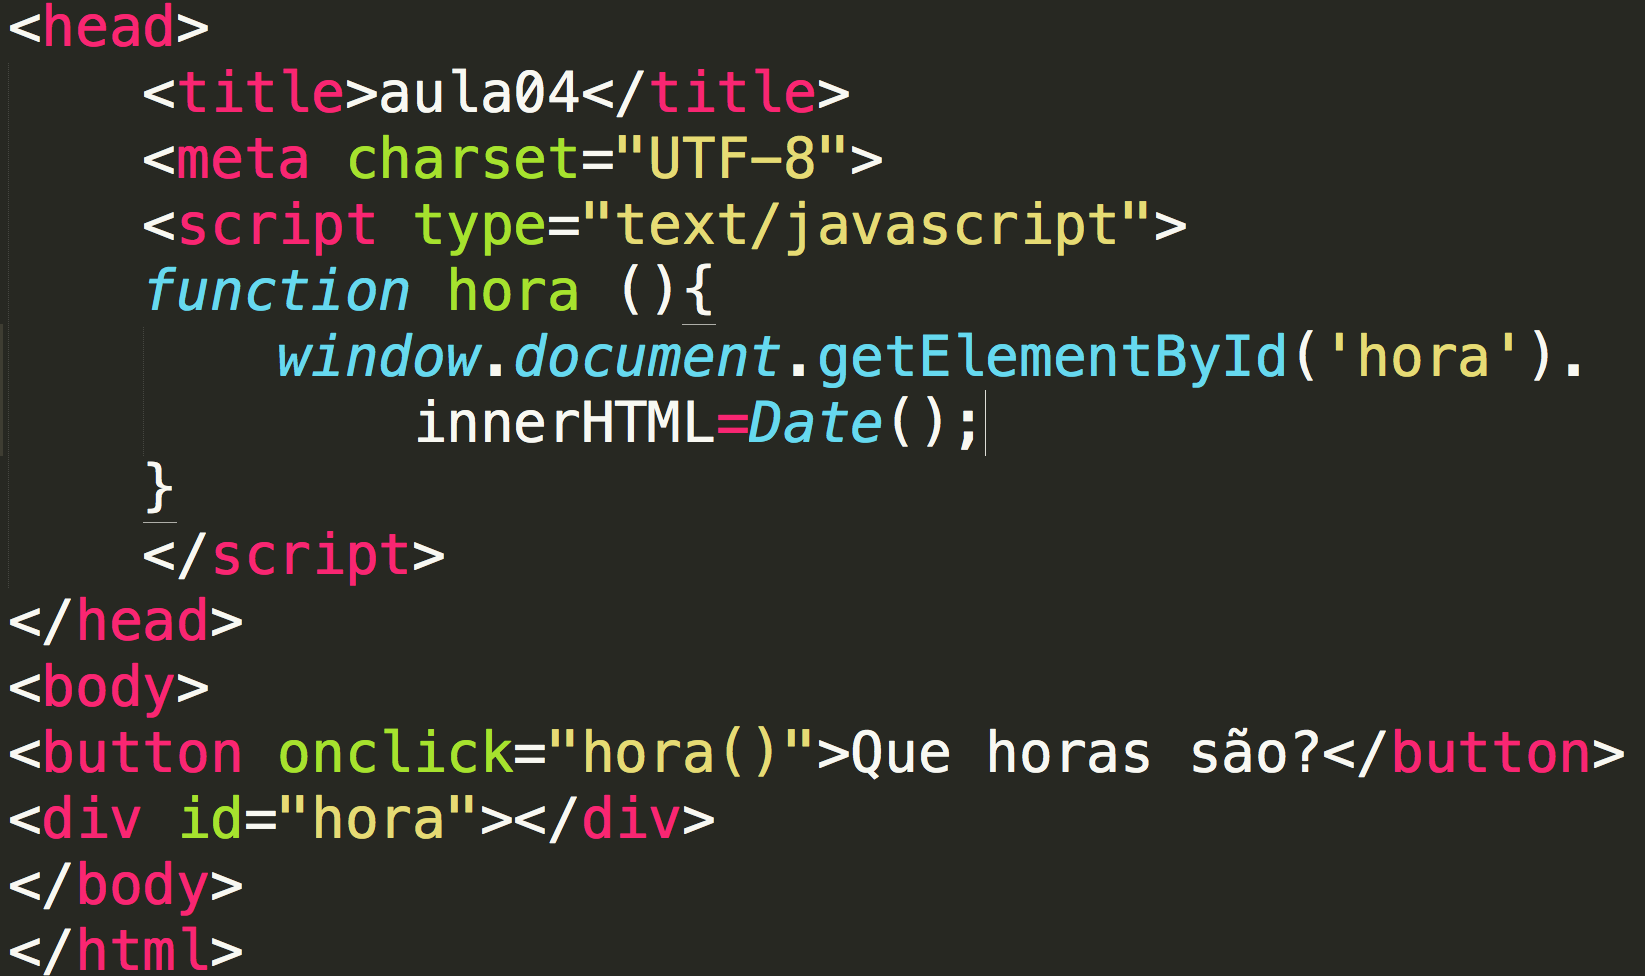 <head>
<title>aula04</title>
<meta charset="UTF-8">
<script type="text/javascript">
function hora (){
window.document.getElementById('hora').
innerHTML=Date();
}
</script>
</head>
<body>
<button onclick="hora()">Que horas são?</button>
<div id="hora"></div>
</body>
</html>